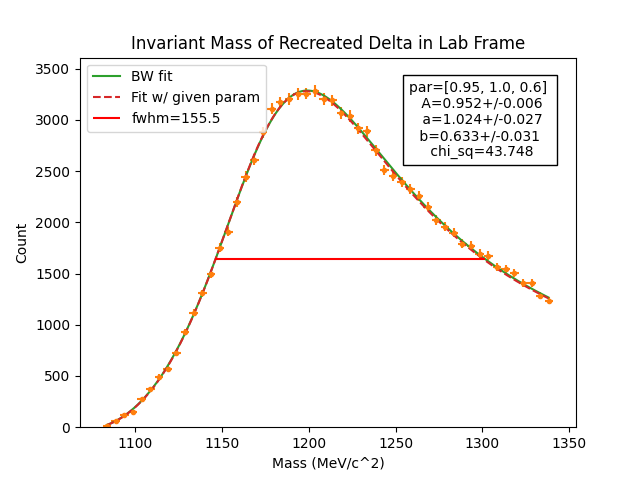 Invariant Mass of Recreated Delta in Lab Frame
BW fit
Fit w/ given param
fwhm=155.5
par=[0.95, 1.0, 0.6]
A=0.952+/-0.006
a=1.024+/-0.027
b=0.633+/-0.031
chi_sq=43.748
Count
3500
3000
2500
2000
1500
1000
500
0
1100
1150
1200
1250
1300
1350
Mass (MeV/c^2)